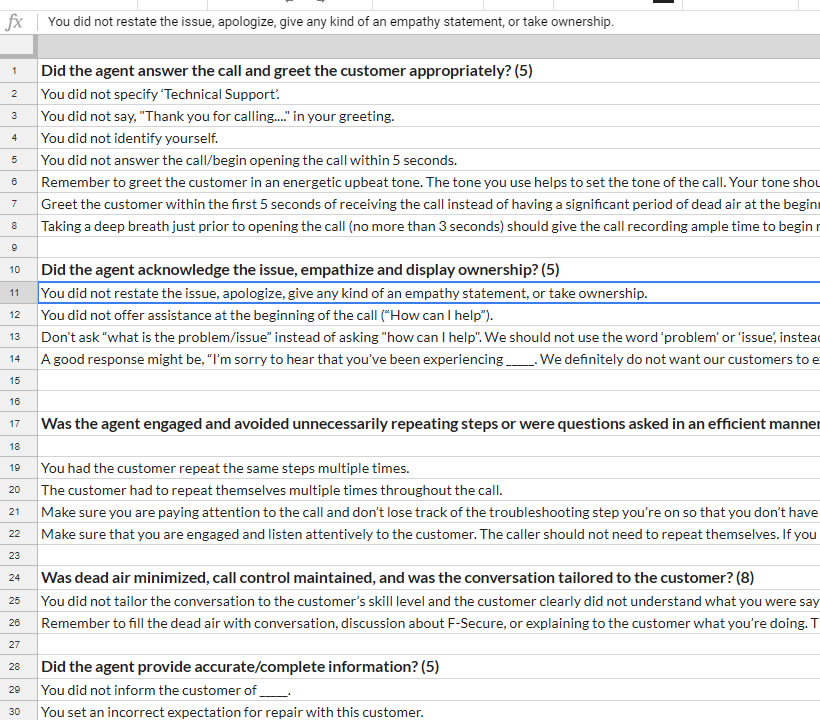 fx You did not restate the issue, apologize, give any kind of an empathy statement, or take ownership.
1 Did the agent answer the call and greet the customer appropriately? (5)
2 You did not specify ‘Technical Support’.
3 You did not say, "Thank you for calling...." in your greeting.
4 You did not identify yourself.
5 You did not answer the call/begin opening the call within 5 seconds.
6 Remember to greet the customer in an energetic upbeat tone. The tone you use helps to set the tone of the call. Your tone shou
7 Greet the customer within the first 5 seconds of receiving the call instead of having a significant period of dead air at the begin
8 Taking a deep breath just prior to opening the call (no more than 3 seconds) should give the call recording ample time to begin r
9
10 Did the agent acknowledge the issue, empathize and display ownership? (5)
11 You did not restate the issue, apologize, give any kind of an empathy statement, or take ownership.
12 You did not offer assistance at the beginning of the call (“How can I help”).
13 Don't ask “what is the problem/issue” instead of asking "how can I help". We should not use the word ‘problem’ or ‘issue’, instead
14 A good response might be, “I'm sorry to hear that you've been experiencing _____. We definitely do not want our customers to e
15
16
17 Was the agent engaged and avoided unnecessarily repeating steps or were questions asked in an efficient manner
18
19 You had the customer repeat the same steps multiple times.
20 The customer had to repeat themselves multiple times throughout the call.
21 Make sure you are paying attention to the call and don't lose track of the troubleshooting step you're on so that you don't have
22 Make sure that you are engaged and listen attentively to the customer. The caller should not need to repeat themselves. If you
23
24 Was dead air minimized, call control maintained, and was the conversation tailored to the customer? (8)
25 You did not tailor the conversation to the customer's skill level and the customer clearly did not understand what you were say
26 Remember to fill the dead air with conversation, discussion about F-Secure, or explaining to the customer what you're doing. T
27
28 Did the agent provide accurate/complete information? (5)
29 You did not inform the customer of _____.
30 You set an incorrect expectation for repair with this customer.